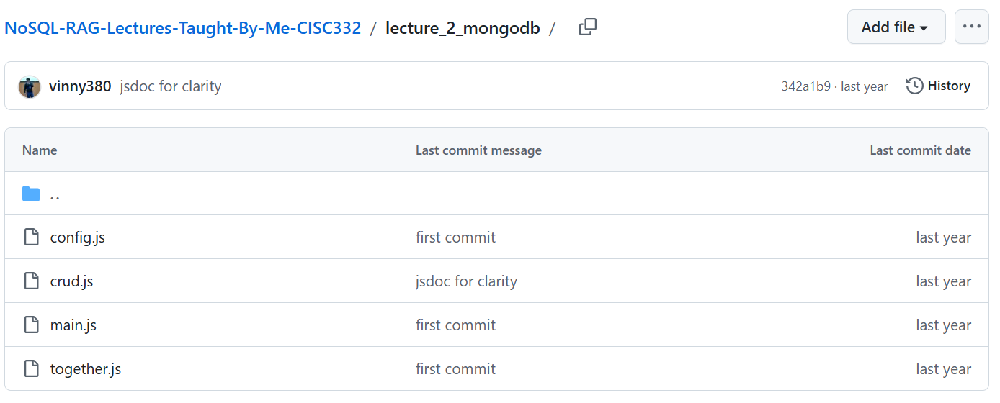 NoSQL-RAG-Lectures-Taught-By-Me-CISC332 / lecture_2_mongodb / Add file
vinny380 jsdoc for clarity 342a1b9 · last year History
Name Last commit message Last commit date
..
config.js first commit last year
crud.js jsdoc for clarity last year
main.js first commit last year
together.js first commit last year